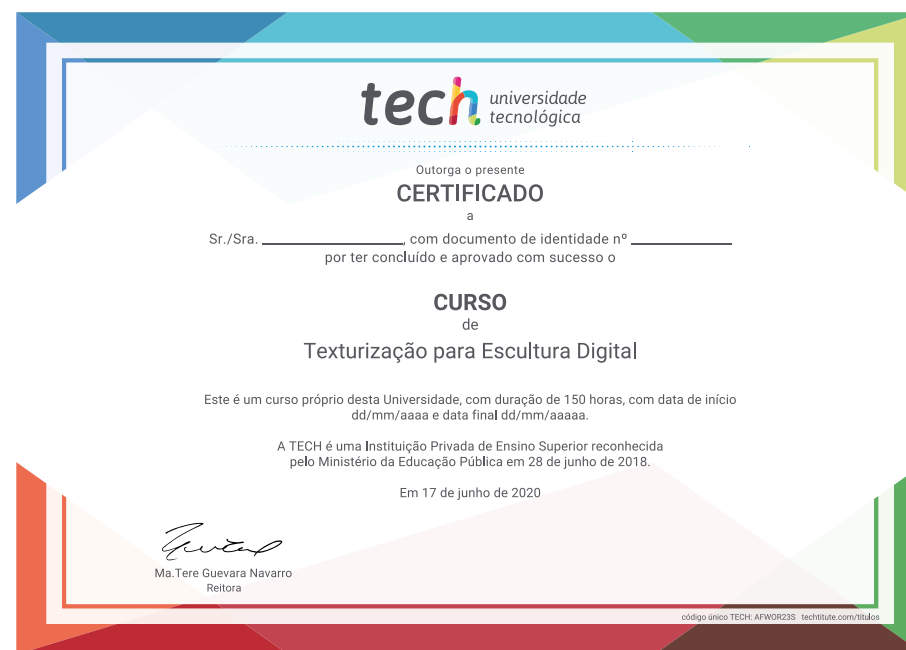 tech universidade
tecnológica
Outorga o presente
CERTIFICADO
a
Sr./Sra. ____________, com documento de identidade nº ____________
por ter concluído e aprovado com sucesso o
CURSO
de
Texturização para Escultura Digital
Este é um curso próprio desta Universidade, com duração de 150 horas, com data de início
dd/mm/aaaa e data final dd/mm/aaaaa.
A TECH é uma Instituição Privada de Ensino Superior reconhecida
pelo Ministério da Educação Pública em 28 de junho de 2018.
Em 17 de junho de 2020
Ma.Tere Guevara Navarro
Reitora
código único TECH: AFWOR23S techtitute.com/titulos